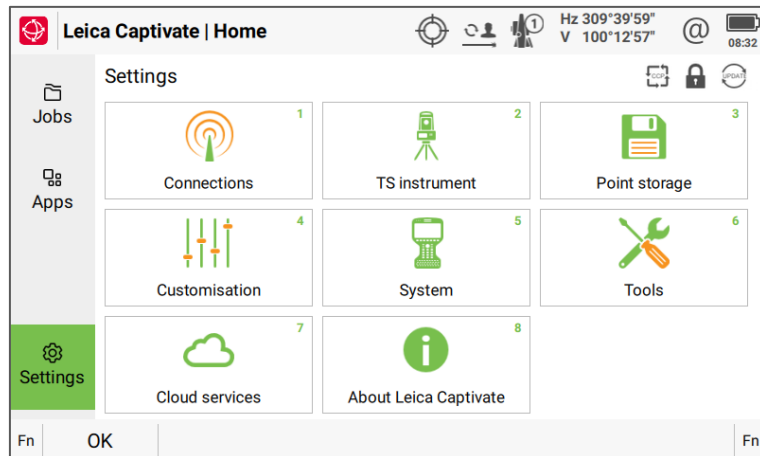 Leica Captivate | Home
1
Hz 309°39'59"
V 100°12'57"
@
08:32
Jobs
Apps
Settings
Settings
CCP
UPDATE
1
Connections
2
TS instrument
3
Point storage
4
Customisation
5
System
6
Tools
7
Cloud services
8
About Leica Captivate
Fn
OK
Fn